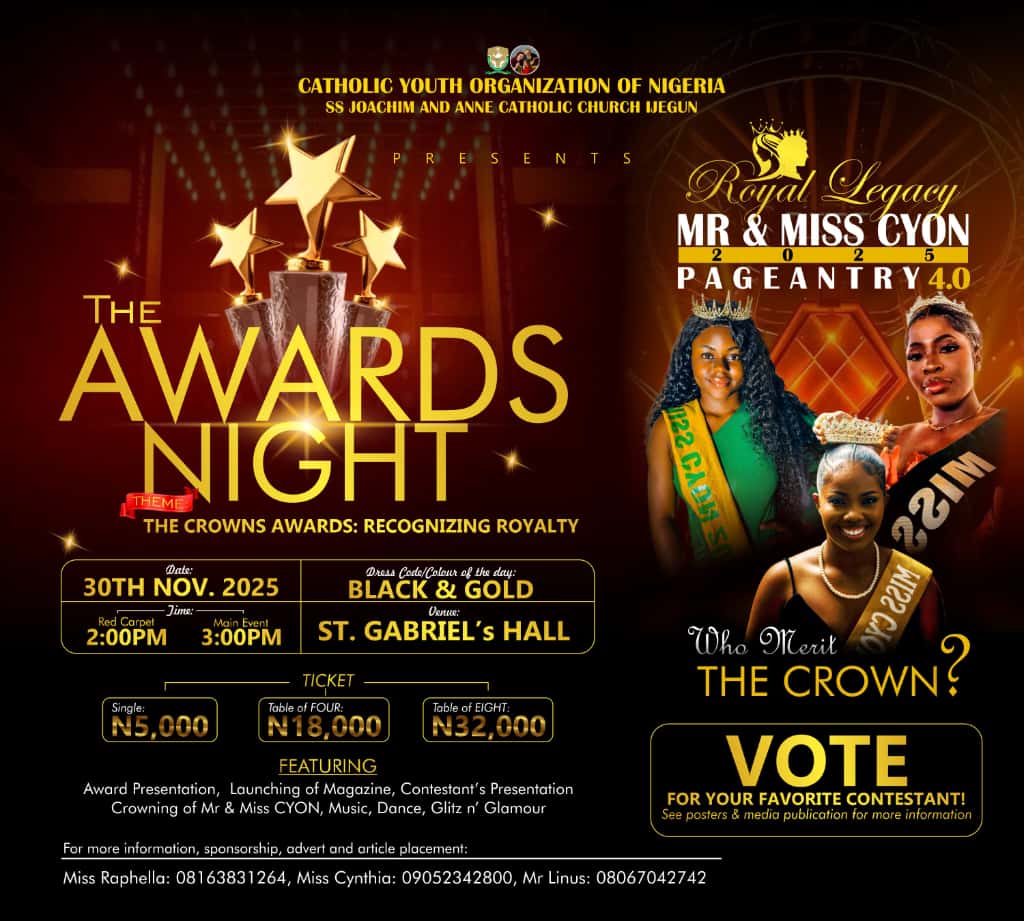 CATHOLIC YOUTH ORGANIZATION OF NIGERIA
SS JOACHIM AND ANNE CATHOLIC CHURCH IJEGUN
PRESENTS
THE
AWARDS
NIGHT
THEME:
THE CROWNS AWARDS: RECOGNIZING ROYALTY
Date:
30TH NOV. 2025
Dress Code/Colour of the day:
BLACK & GOLD
Time:
Red Carpet
2:00PM
Main Event
3:00PM
Venue:
ST. GABRIEL's HALL
TICKET
Single:
₦5,000
Table of FOUR:
₦18,000
Table of EIGHT:
₦32,000
FEATURING
Award Presentation, Launching of Magazine, Contestant's Presentation
Crowning of Mr & Miss CYON, Music, Dance, Glitz n' Glamour
For more information, sponsorship, advert and article placement:
Miss Raphella: 08163831264, Miss Cynthia: 09052342800, Mr Linus: 08067042742
Royal Legacy
MR & MISS CYON
2025
PAGEANTRY 4.0
MISS CYON
MISS
MISS CYO
Who Merit
THE CROWN?
VOTE
FOR YOUR FAVORITE CONTESTANT!
See posters & media publication for more information